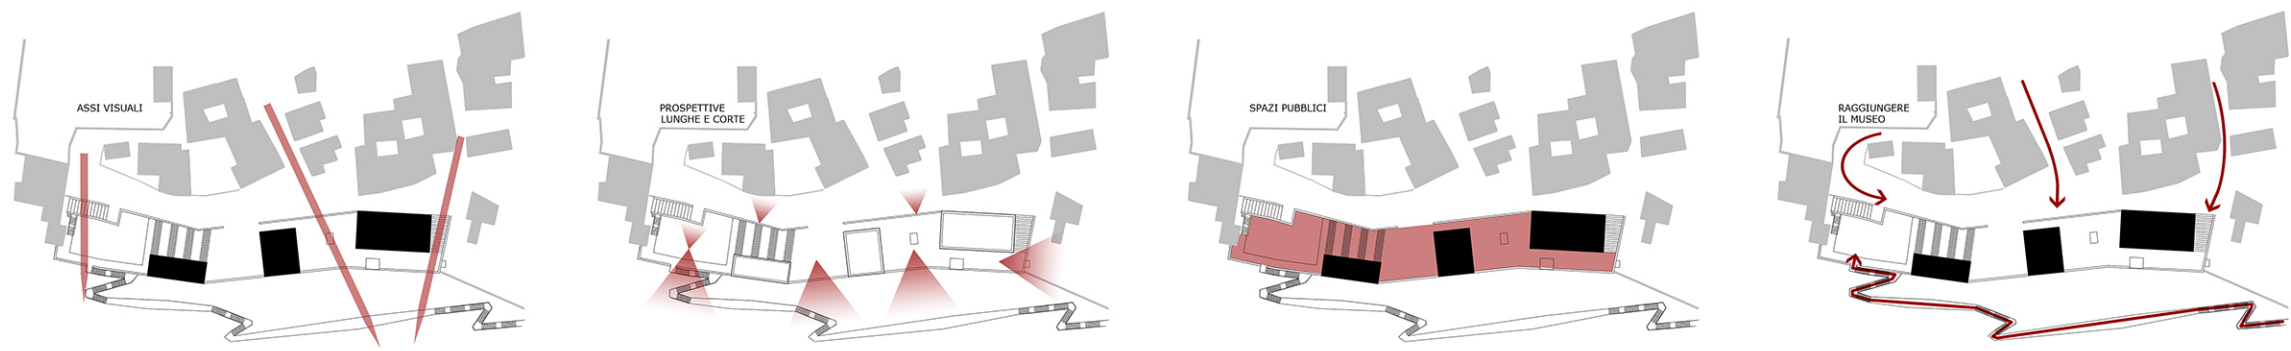 ASSI VISUALI
PROSPETTIVE
LUNGHE E CORTE
SPAZI PUBBLICI
RAGGIUNGERE
IL MUSEO